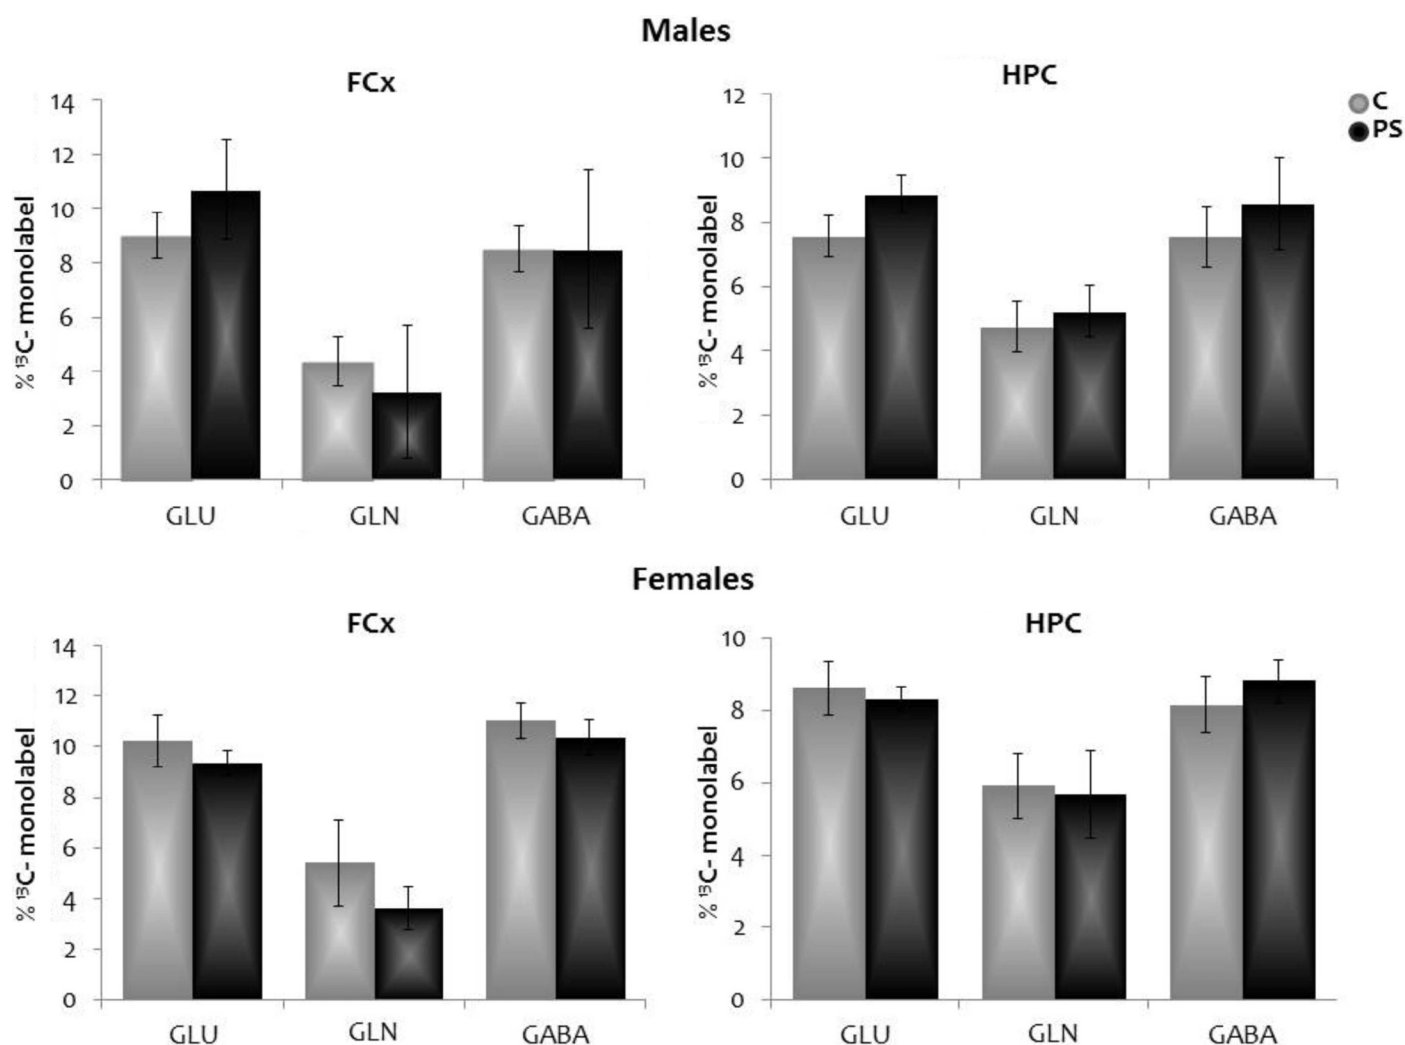 Males
FCx
HPC
C
PS
% ¹³C- monolabel
14
12
10
8
6
4
2
0
GLU GLN GABA
% ¹³C- monolabel
12
10
8
6
4
2
0
GLU GLN GABA
Females
FCx
HPC
% ¹³C- monolabel
14
12
10
8
6
4
2
0
GLU GLN GABA
% ¹³C- monolabel
10
8
6
4
2
0
GLU GLN GABA